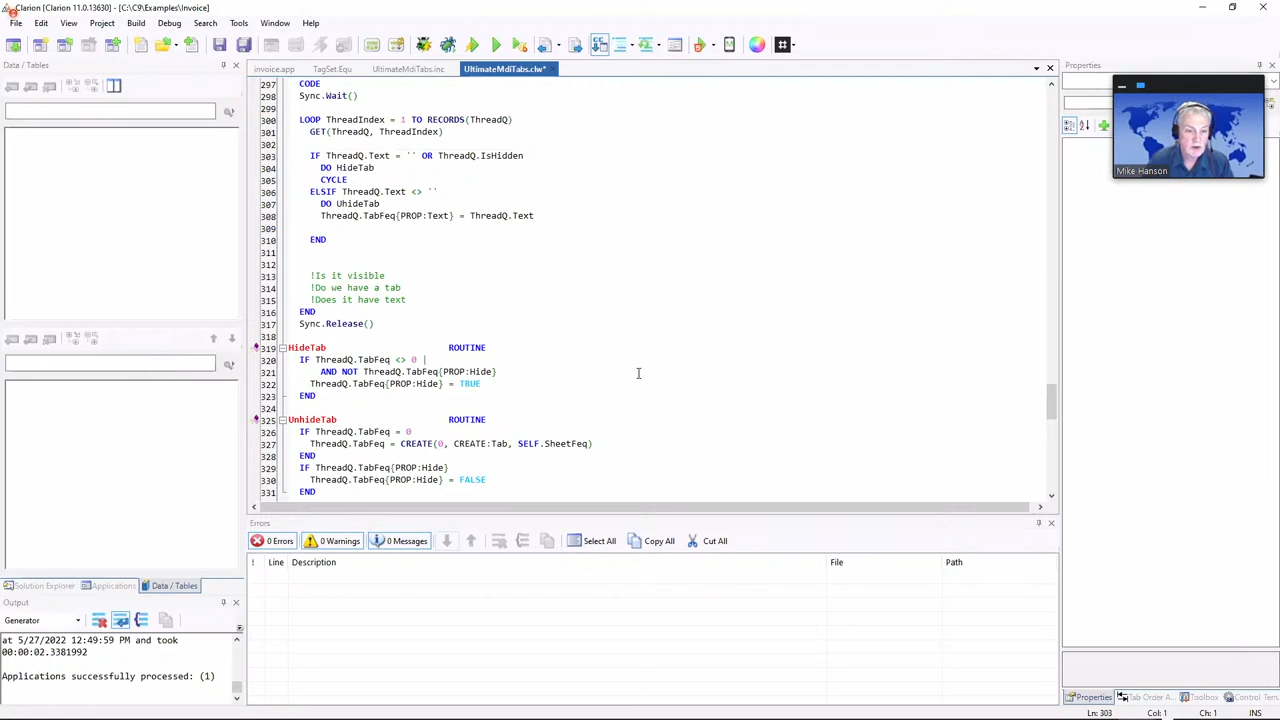 Clarion [Clarion 11.0.13630] - [C:\C9\Examples\Invoice]
File Edit View Project Build Debug Search Tools Window Help
Data / Tables
invoice.app TagSet.Equ UltimateMdiTabs.inc UltimateMdiTabs.clw*
Properties
297 CODE
298 Sync.Wait()
299
300 LOOP ThreadIndex = 1 TO RECORDS(ThreadQ)
301 GET(ThreadQ, ThreadIndex)
302
303 IF ThreadQ.Text = '' OR ThreadQ.IsHidden
304 DO HideTab
305 CYCLE
306 ELSIF ThreadQ.Text <> ''
307 DO UhideTab
308 ThreadQ.TabFeq{PROP:Text} = ThreadQ.Text
309
310 END
311
312
313 !Is it visible
314 !Do we have a tab
315 !Does it have text
316 END
317 Sync.Release()
318
319 HideTab ROUTINE
320 IF ThreadQ.TabFeq <> 0 |
321 AND NOT ThreadQ.TabFeq{PROP:Hide}
322 ThreadQ.TabFeq{PROP:Hide} = TRUE
323 END
324
325 UnhideTab ROUTINE
326 IF ThreadQ.TabFeq = 0
327 ThreadQ.TabFeq = CREATE(0, CREATE:Tab, SELF.SheetFeq)
328 END
329 IF ThreadQ.TabFeq{PROP:Hide}
330 ThreadQ.TabFeq{PROP:Hide} = FALSE
331 END
Mike Hanson
Errors
0 Errors 0 Warnings 0 Messages Select All Copy All Cut All
! Line Description File Path
Solution Explorer Applications Data / Tables
Output
Generator
at 5/27/2022 12:49:59 PM and took
00:00:02.3381992
Applications successfully processed: (1)
Properties Tab Order A... Toolbox Control Tem
Ln: 303 Col: 1 Ch: 1 INS